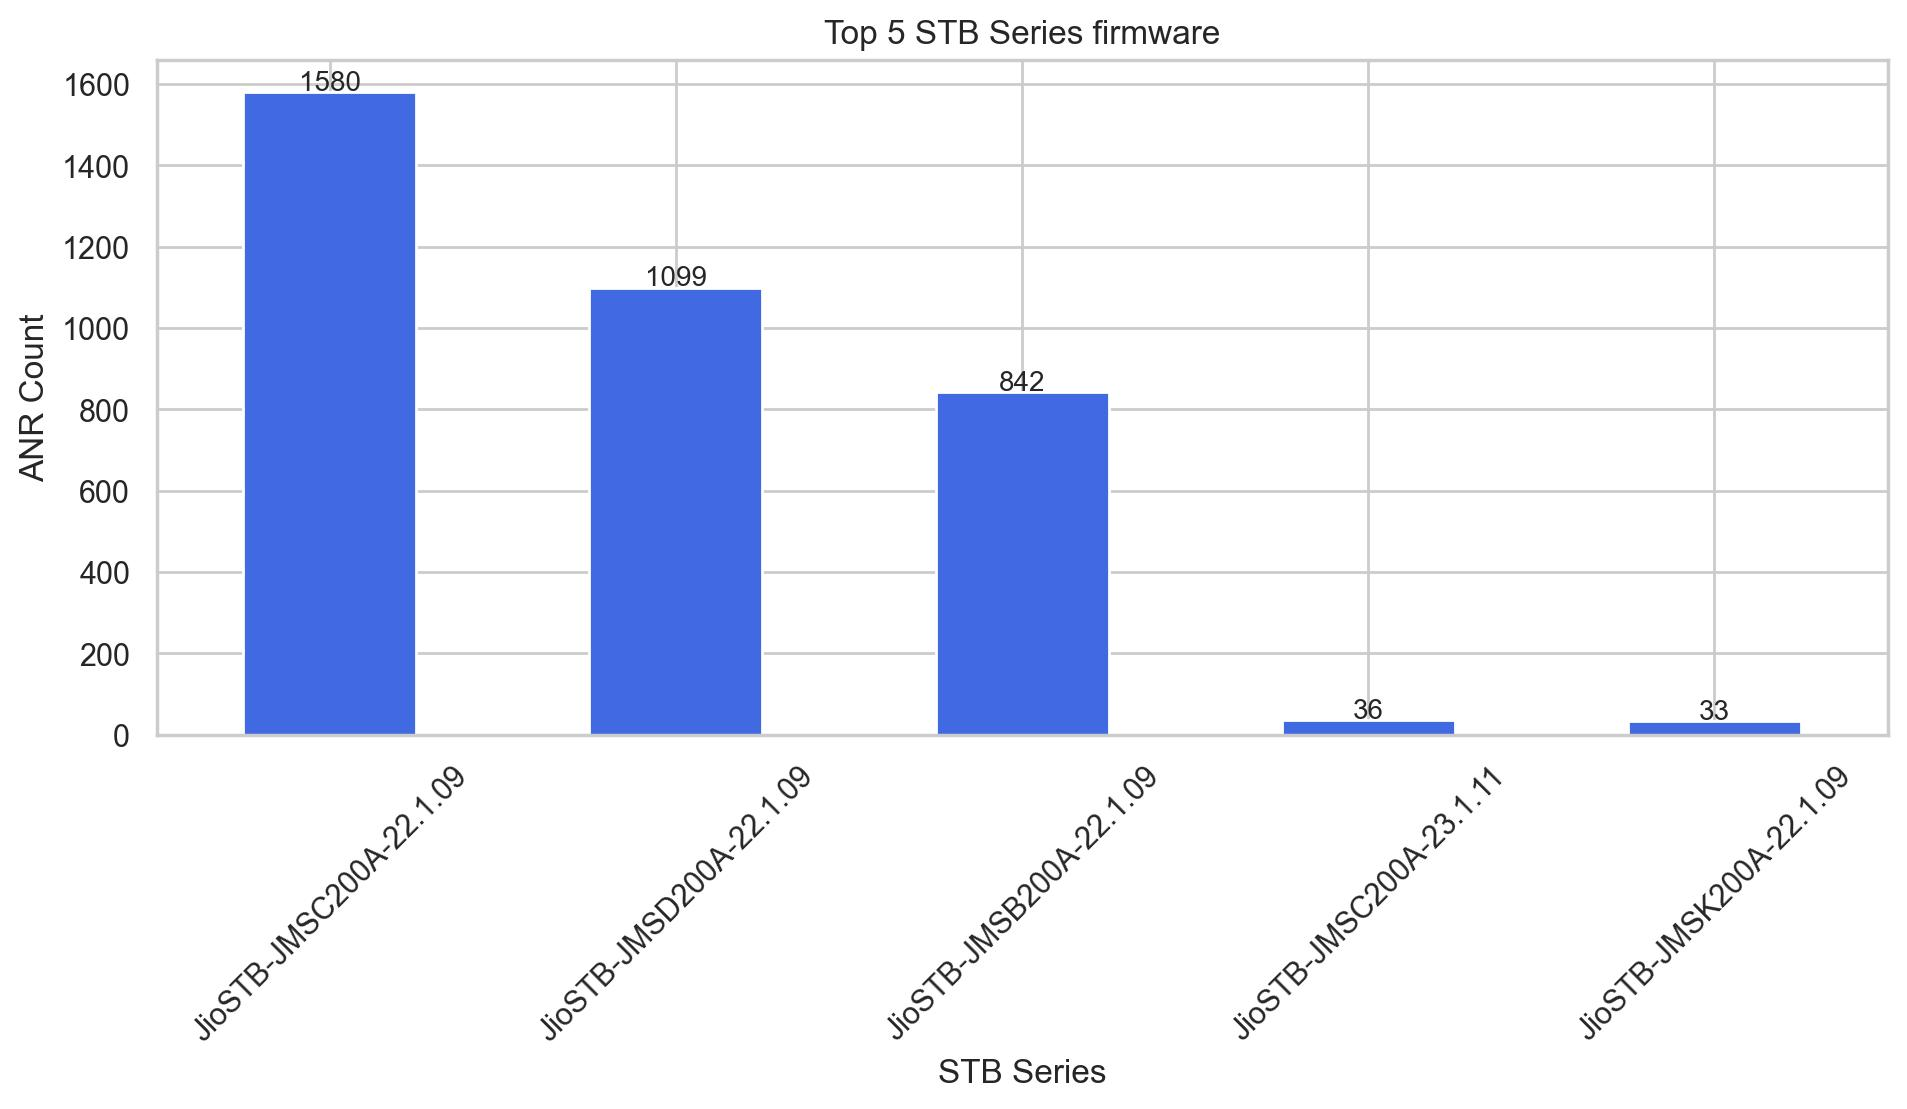 Top 5 STB Series firmware
ANR Count
1600
1400
1200
1000
800
600
400
200
0
1580
1099
842
36
33
JioSTB-JMSC200A-22.1.09
JioSTB-JMSD200A-22.1.09
JioSTB-JMSB200A-22.1.09
JioSTB-JMSC200A-23.1.11
JioSTB-JMSK200A-22.1.09
STB Series